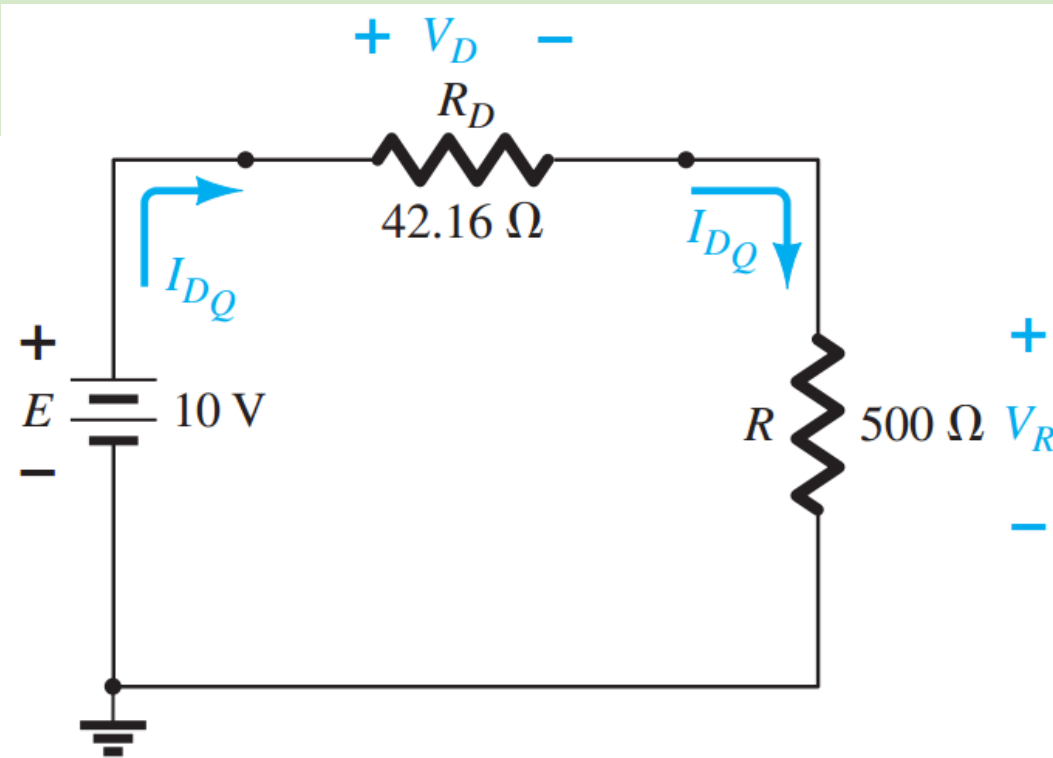 + V_D −
R_D
42.16 Ω
I_DQ
I_DQ
+
E
10 V
−
R
500 Ω
+
V_R
−